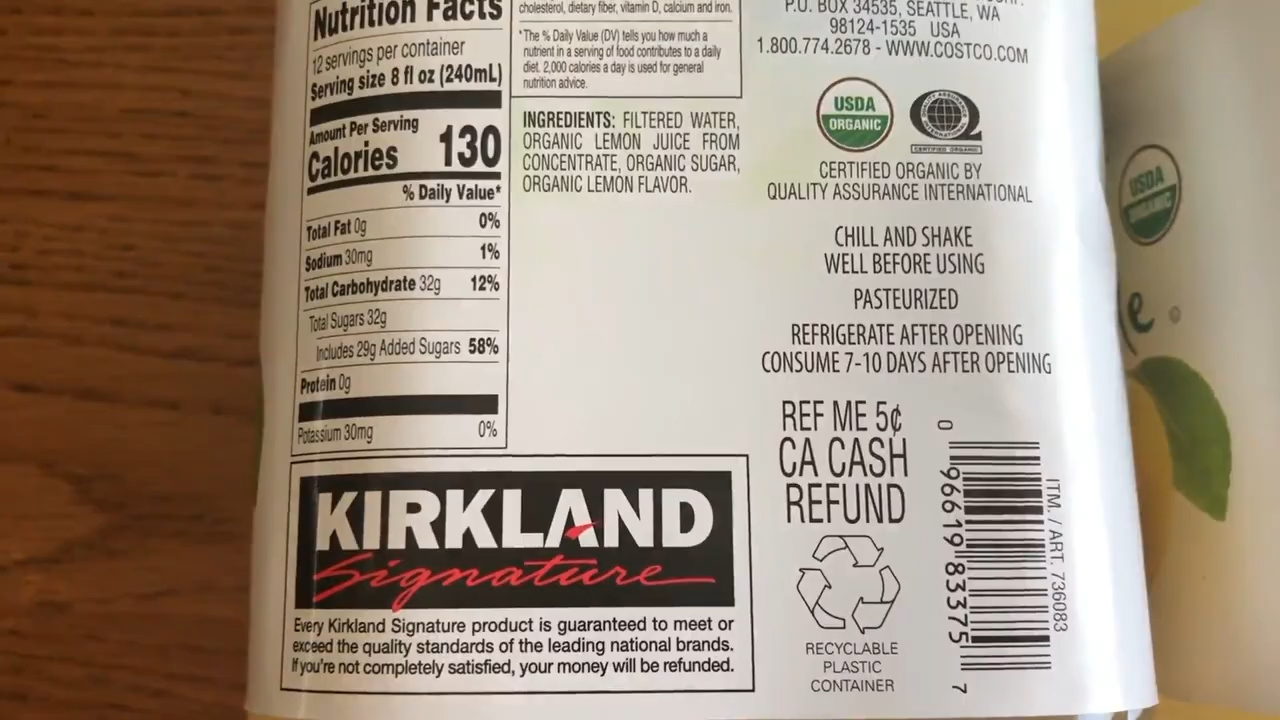 Nutrition Facts
12 servings per container
Serving size 8 fl oz (240mL)
Amount Per Serving
Calories 130
% Daily Value*
Total Fat 0g 0%
Sodium 30mg 1%
Total Carbohydrate 32g 12%
Total Sugars 32g
Includes 29g Added Sugars 58%
Protein 0g
Potassium 30mg 0%
cholesterol, dietary fiber, vitamin D, calcium and iron.
*The % Daily Value (DV) tells you how much a
nutrient in a serving of food contributes to a daily
diet. 2,000 calories a day is used for general
nutrition advice.
INGREDIENTS: FILTERED WATER,
ORGANIC LEMON JUICE FROM
CONCENTRATE, ORGANIC SUGAR,
ORGANIC LEMON FLAVOR.
KIRKLAND
Signature
Every Kirkland Signature product is guaranteed to meet or
exceed the quality standards of the leading national brands.
If you're not completely satisfied, your money will be refunded.
P.O. BOX 34535, SEATTLE, WA
98124-1535 USA
1.800.774.2678 - WWW.COSTCO.COM
USDA
ORGANIC
QUALITY ASSURANCE INTERNATIONAL
CERTIFIED ORGANIC
CERTIFIED ORGANIC BY
QUALITY ASSURANCE INTERNATIONAL
CHILL AND SHAKE
WELL BEFORE USING
PASTEURIZED
REFRIGERATE AFTER OPENING
CONSUME 7-10 DAYS AFTER OPENING
REF ME 5¢
CA CASH
REFUND
RECYCLABLE
PLASTIC
CONTAINER
0 96619 83375 7
ITM. / ART. 736083
USDA
ORGANIC